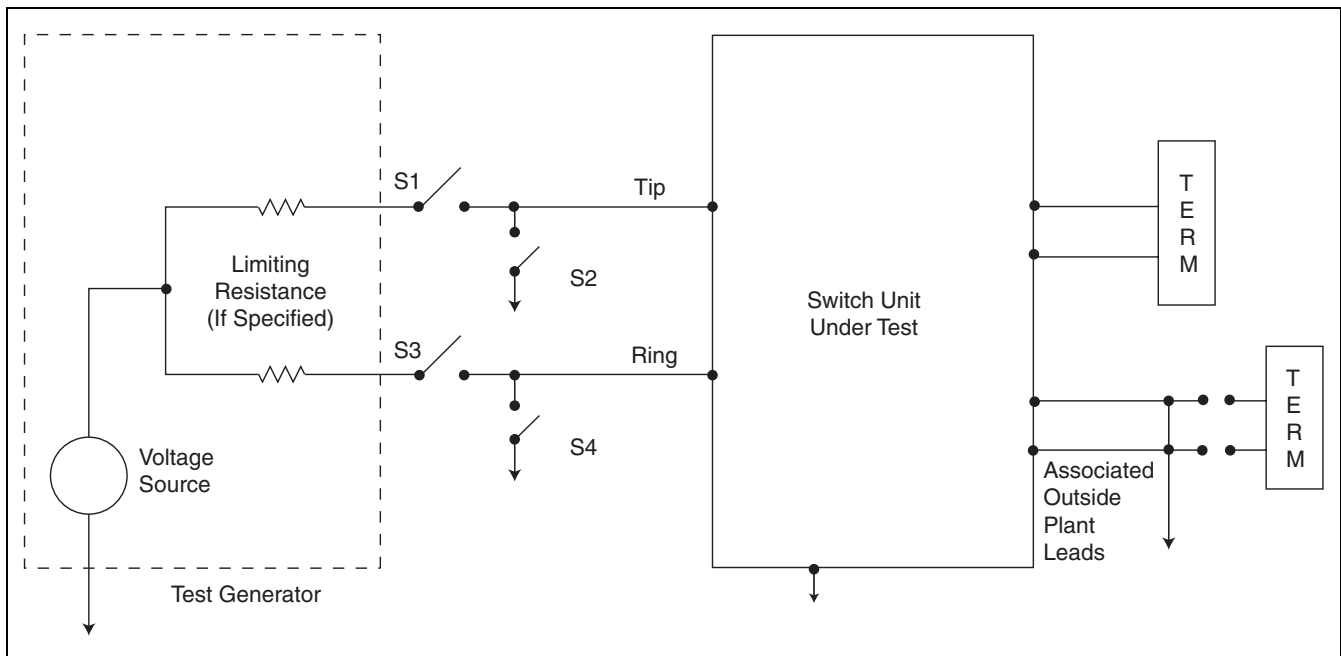 S1
Tip
Limiting
Resistance
(If Specified)
S2
S3
Ring
S4
Voltage
Source
Test Generator
Switch Unit
Under Test
T
E
R
M
T
E
R
M
Associated
Outside
Plant
Leads